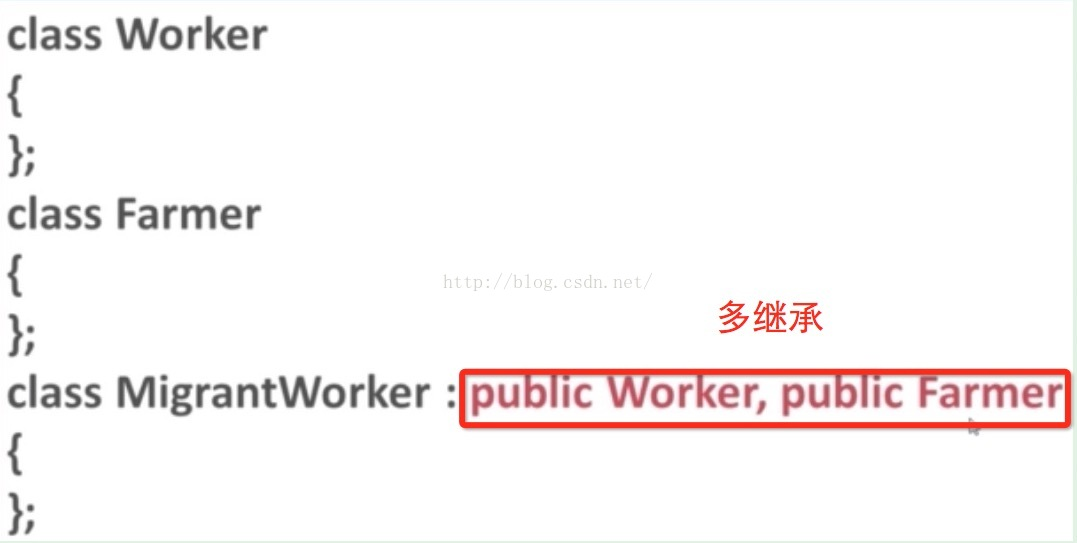 class Worker
{
};
class Farmer
{
http://blog.csdn.net/
};
多继承
class MigrantWorker : public Worker, public Farmer
{
};